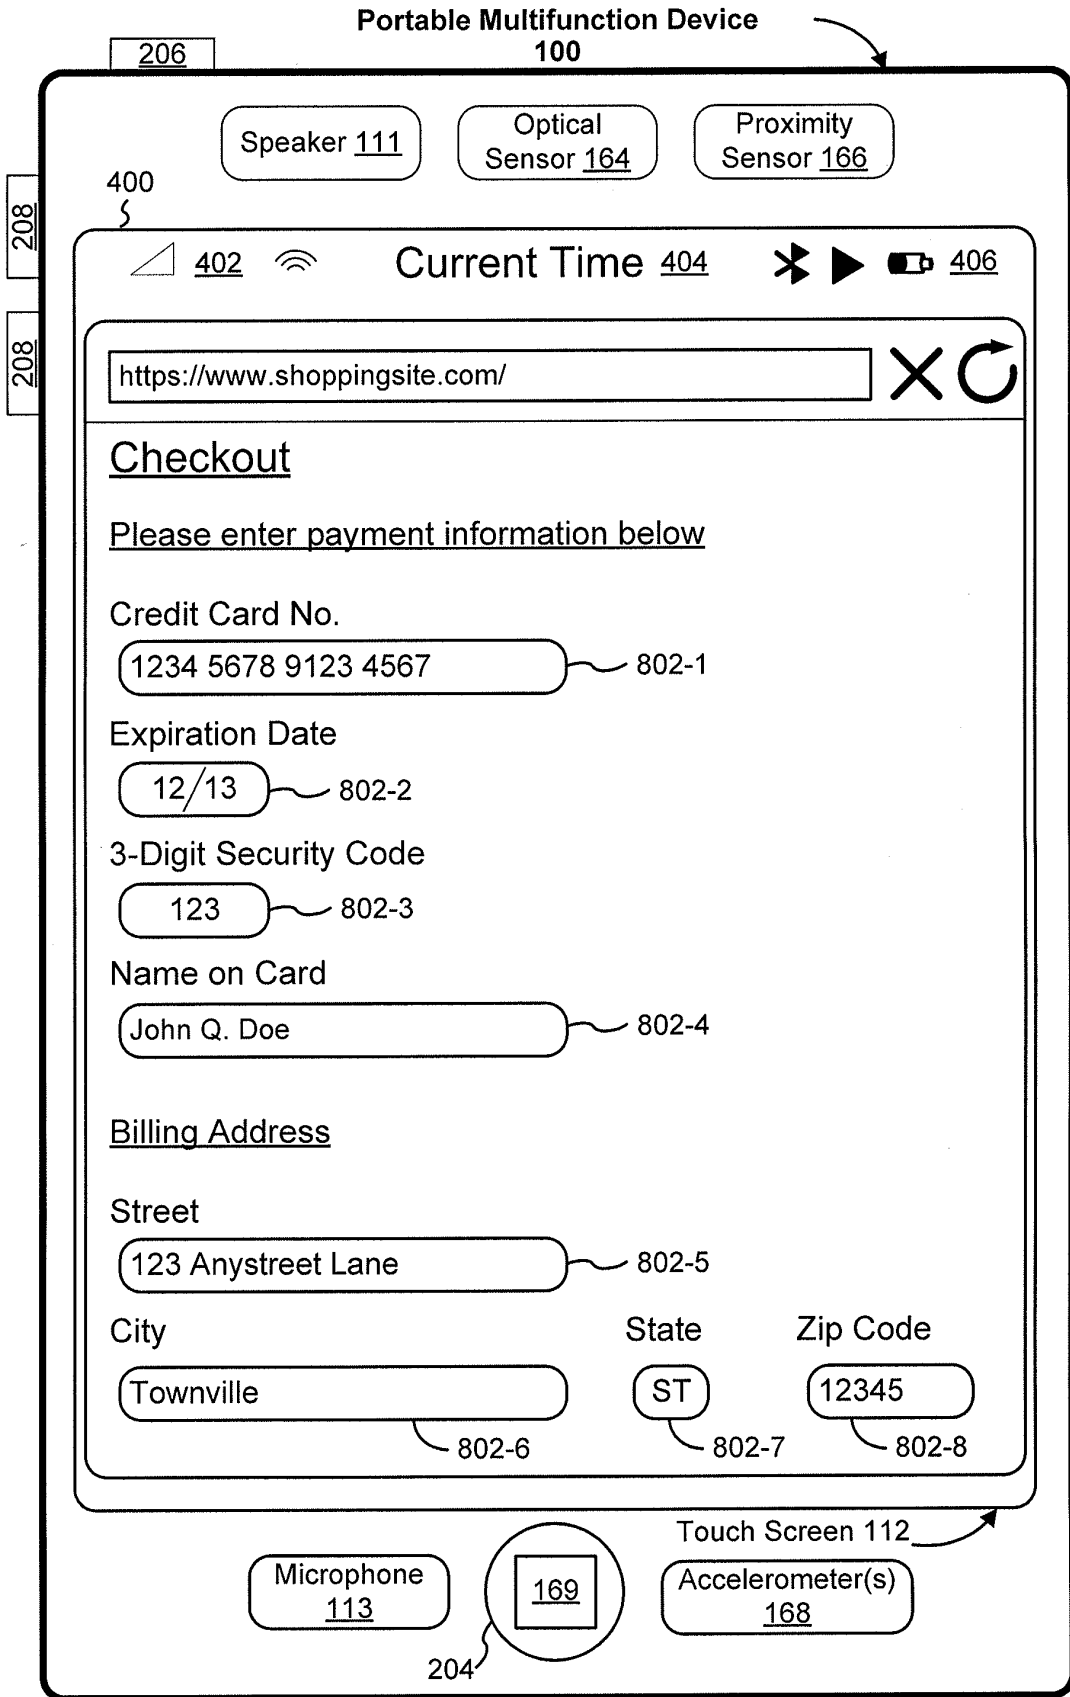 Portable Multifunction Device
100
206
Speaker 111
Optical
Sensor 164
Proximity
Sensor 166
208
400
402
Current Time 404
406
208
https://www.shoppingsite.com/
Checkout
Please enter payment information below
Credit Card No.
1234 5678 9123 4567
802-1
Expiration Date
12/13
802-2
3-Digit Security Code
123
802-3
Name on Card
John Q. Doe
802-4
Billing Address
Street
123 Anystreet Lane
802-5
City
State
Zip Code
Townville
ST
12345
802-6
802-7
802-8
Touch Screen 112
Microphone
113
169
Accelerometer(s)
168
204